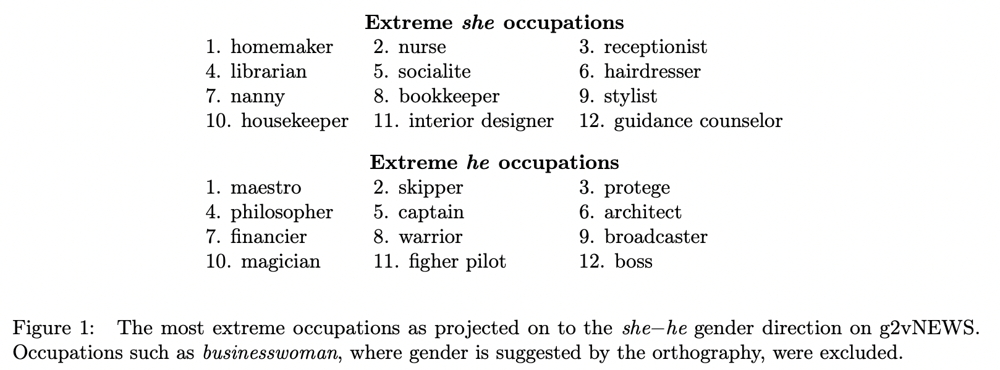 Extreme she occupations
1. homemaker 2. nurse 3. receptionist
4. librarian 5. socialite 6. hairdresser
7. nanny 8. bookkeeper 9. stylist
10. housekeeper 11. interior designer 12. guidance counselor
Extreme he occupations
1. maestro 2. skipper 3. protege
4. philosopher 5. captain 6. architect
7. financier 8. warrior 9. broadcaster
10. magician 11. figher pilot 12. boss
Figure 1: The most extreme occupations as projected on to the she−he gender direction on g2vNEWS.
Occupations such as businesswoman, where gender is suggested by the orthography, were excluded.